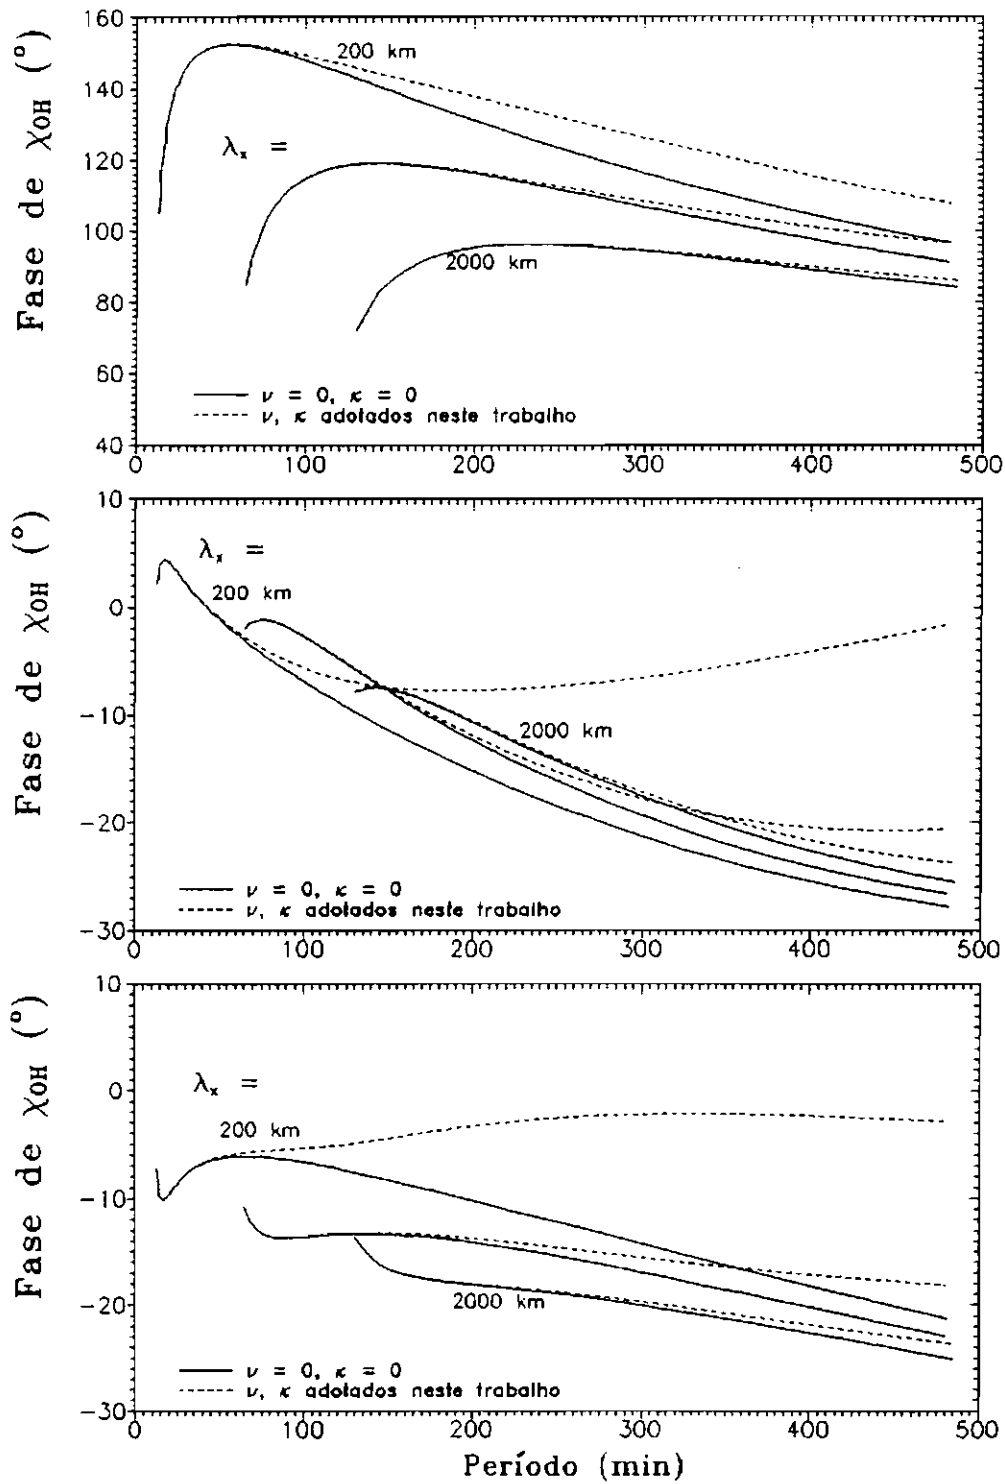 Fase de χOH (°)
160
140
120
100
80
60
40
200 km
λx =
2000 km
ν = 0, κ = 0
ν, κ adotados neste trabalho
0 100 200 300 400 500
Fase de χOH (°)
10
0
−10
−20
−30
λx =
200 km
2000 km
ν = 0, κ = 0
ν, κ adotados neste trabalho
0 100 200 300 400 500
Fase de χOH (°)
10
0
−10
−20
−30
λx =
200 km
2000 km
ν = 0, κ = 0
ν, κ adotados neste trabalho
0 100 200 300 400 500
Período (min)